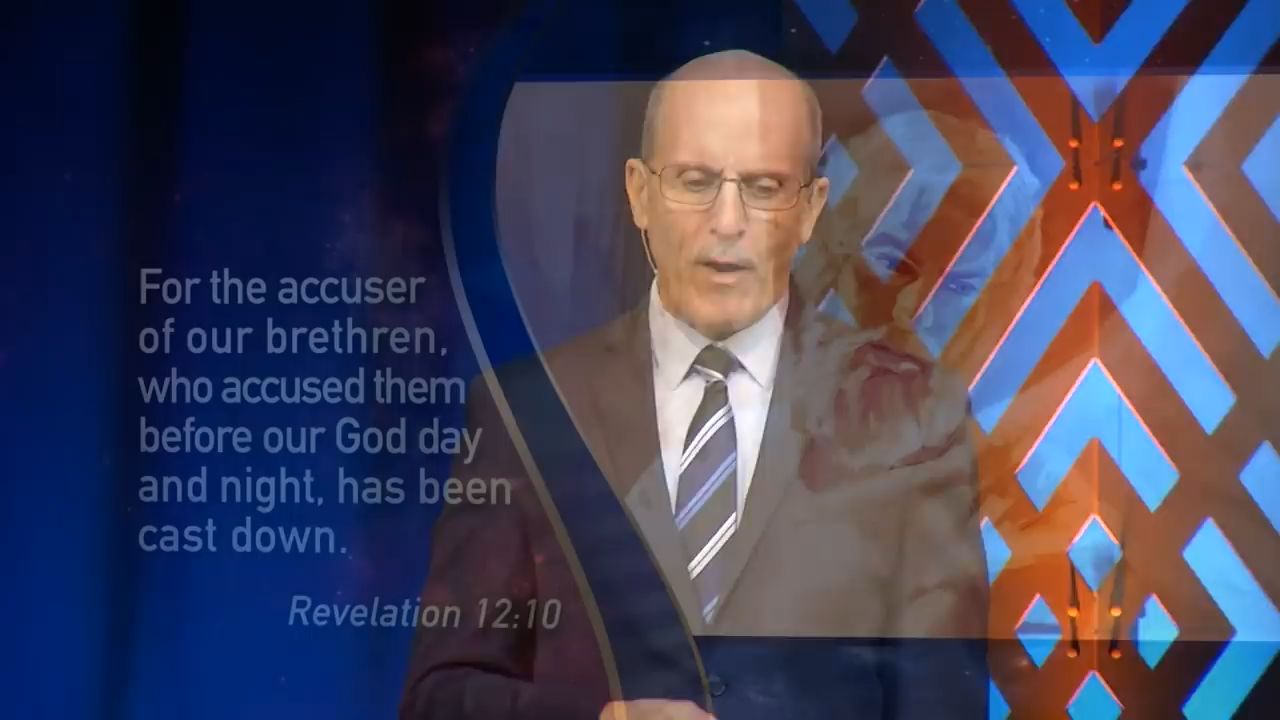 For the accuser
of our brethren,
who accused them
before our God day
and night, has been
cast down.
Revelation 12:10